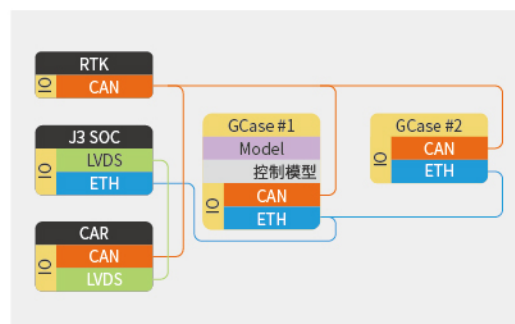 RTK
IO
CAN
J3 SOC
IO
LVDS
ETH
CAR
IO
CAN
LVDS
GCase #1
Model
控制模型
IO
CAN
ETH
GCase #2
IO
CAN
ETH